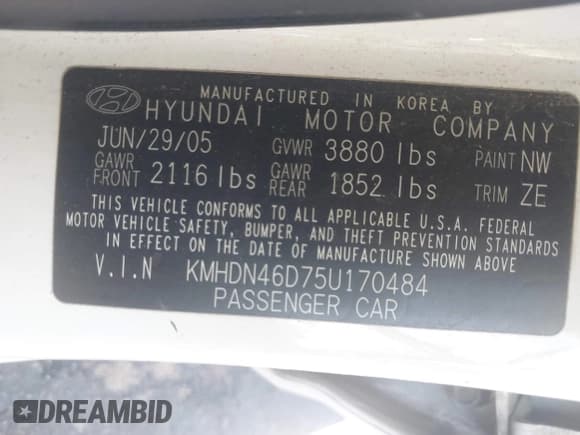 MANUFACTURED IN KOREA BY
HYUNDAI MOTOR COMPANY
JUN/29/05 GVWR 3880 lbs PAINT NW
GAWR FRONT 2116 lbs GAWR REAR 1852 lbs TRIM ZE
THIS VEHICLE CONFORMS TO ALL APPLICABLE U.S.A. FEDERAL
MOTOR VEHICLE SAFETY, BUMPER, AND THEFT PREVENTION STANDARDS
IN EFFECT ON THE DATE OF MANUFACTURE SHOWN ABOVE
V.I.N KMHDN46D75U170484
PASSENGER CAR
DREAMBID